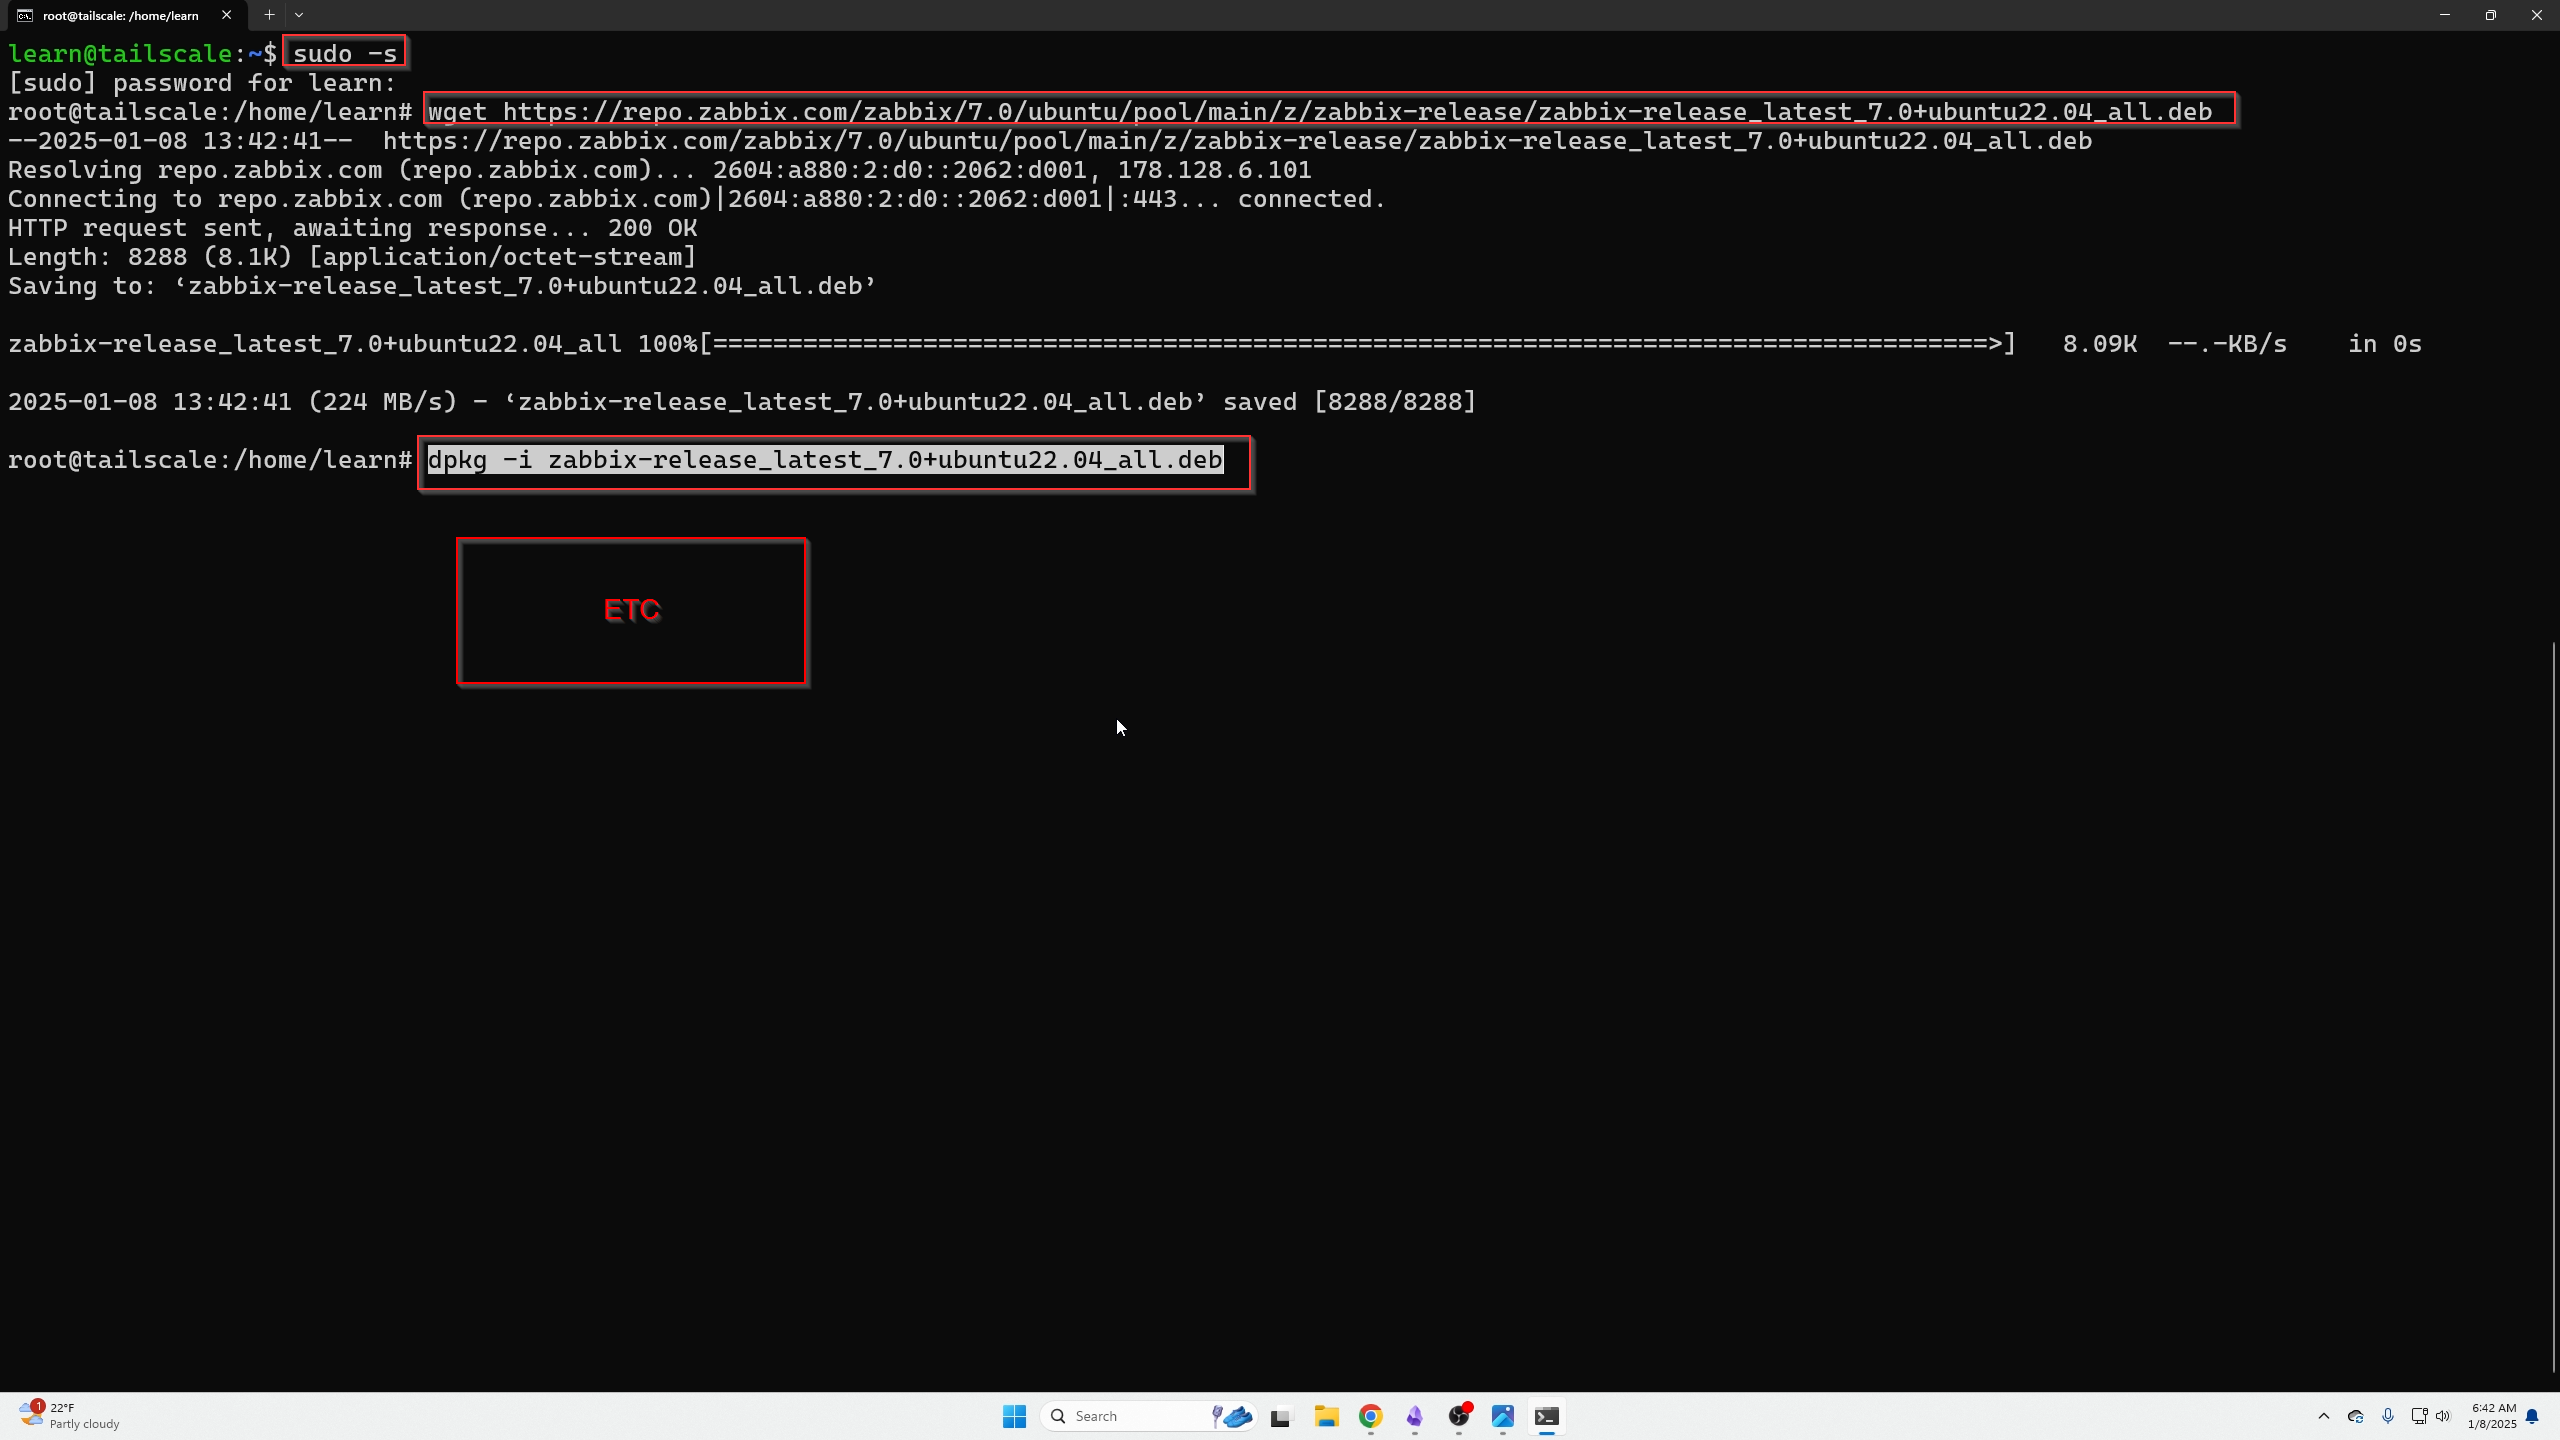 root@tailscale: /home/learn
learn@tailscale:~$ sudo -s
[sudo] password for learn:
root@tailscale:/home/learn# wget https://repo.zabbix.com/zabbix/7.0/ubuntu/pool/main/z/zabbix-release/zabbix-release_latest_7.0+ubuntu22.04_all.deb
--2025-01-08 13:42:41--  https://repo.zabbix.com/zabbix/7.0/ubuntu/pool/main/z/zabbix-release/zabbix-release_latest_7.0+ubuntu22.04_all.deb
Resolving repo.zabbix.com (repo.zabbix.com)... 2604:a880:2:d0::2062:d001, 178.128.6.101
Connecting to repo.zabbix.com (repo.zabbix.com)|2604:a880:2:d0::2062:d001|:443... connected.
HTTP request sent, awaiting response... 200 OK
Length: 8288 (8.1K) [application/octet-stream]
Saving to: ‘zabbix-release_latest_7.0+ubuntu22.04_all.deb’
zabbix-release_latest_7.0+ubuntu22.04_all 100%[=====================================================================================>]   8.09K  --.-KB/s    in 0s
2025-01-08 13:42:41 (224 MB/s) - ‘zabbix-release_latest_7.0+ubuntu22.04_all.deb’ saved [8288/8288]
root@tailscale:/home/learn# dpkg -i zabbix-release_latest_7.0+ubuntu22.04_all.deb
ETC
1
22°F
Partly cloudy
Search
6:42 AM
1/8/2025